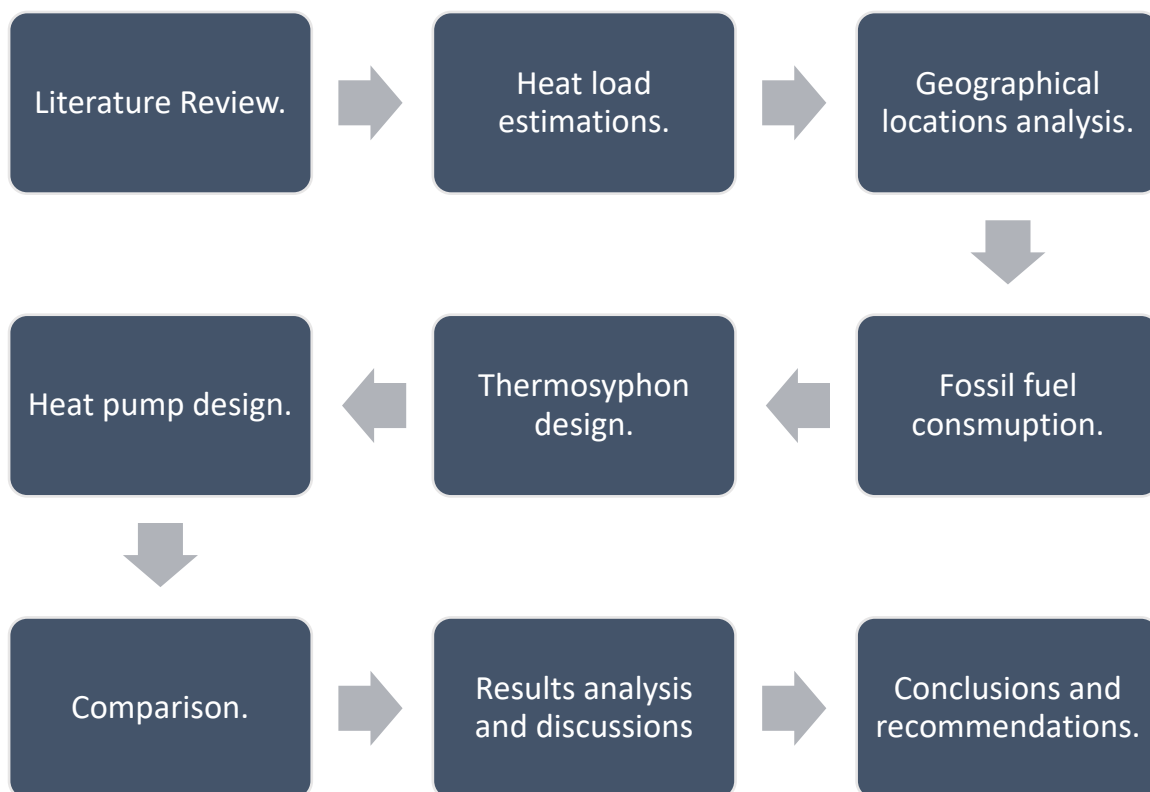 Literature Review.
Heat load
estimations.
Geographical
locations analysis.
Fossil fuel
consmuption.
Thermosyphon
design.
Heat pump design.
Comparison.
Results analysis
and discussions
Conclusions and
recommendations.